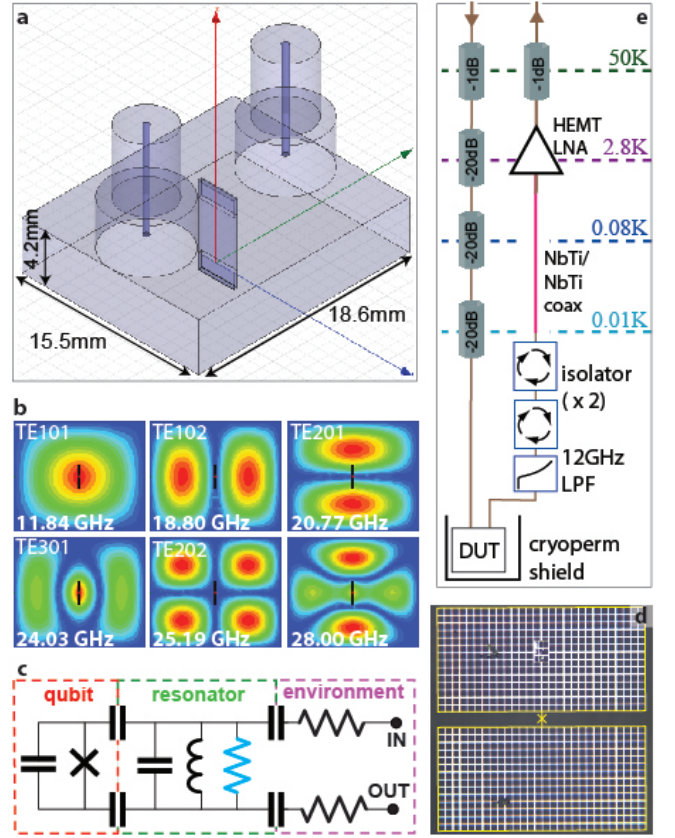 a
4.2mm
15.5mm
18.6mm
b
TE101
11.84 GHz
TE102
18.80 GHz
TE201
20.77 GHz
TE301
24.03 GHz
TE202
25.19 GHz
28.00 GHz
c
qubit
resonator
environment
IN
OUT
e
-1dB
-1dB
50K
HEMT
LNA
-20dB
2.8K
-20dB
0.08K
NbTi/
NbTi
coax
-20dB
0.01K
isolator
( x 2)
12GHz
LPF
DUT
cryoperm
shield
d